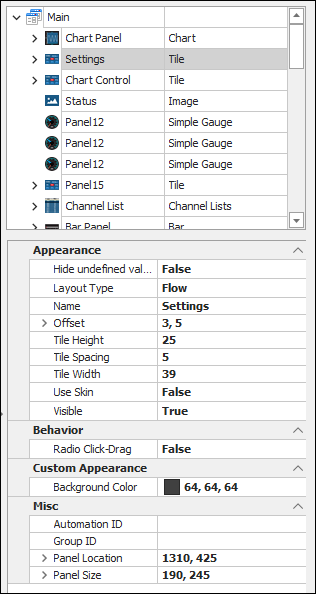 Main
Chart Panel Chart
Settings Tile
Chart Control Tile
Status Image
Panel12 Simple Gauge
Panel12 Simple Gauge
Panel12 Simple Gauge
Panel15 Tile
Channel List Channel Lists
Bar Panel Bar
Appearance
Hide undefined val... False
Layout Type Flow
Name Settings
Offset 3, 5
Tile Height 25
Tile Spacing 5
Tile Width 39
Use Skin False
Visible True
Behavior
Radio Click-Drag False
Custom Appearance
Background Color 64, 64, 64
Misc
Automation ID
Group ID
Panel Location 1310, 425
Panel Size 190, 245